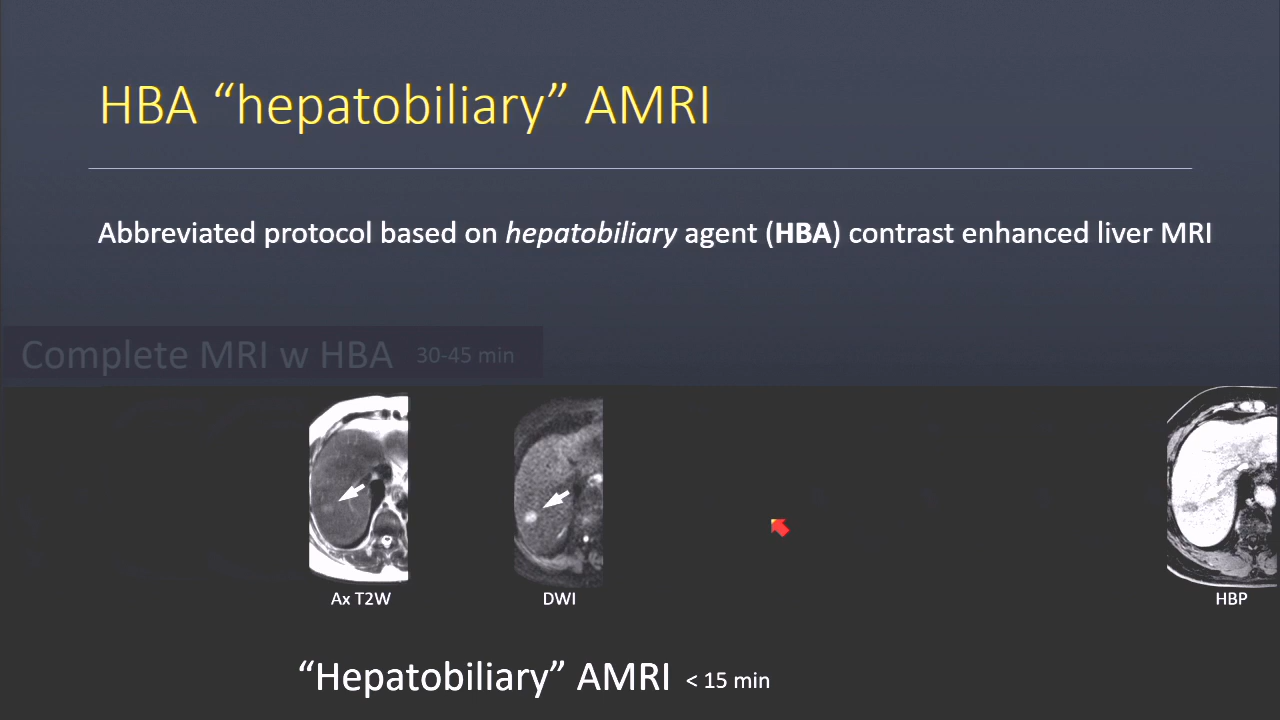 HBA “hepatobiliary” AMRI
Abbreviated protocol based on hepatobiliary agent (HBA) contrast enhanced liver MRI
Complete MRI w HBA 30-45 min
Ax T2W
DWI
HBP
“Hepatobiliary” AMRI < 15 min